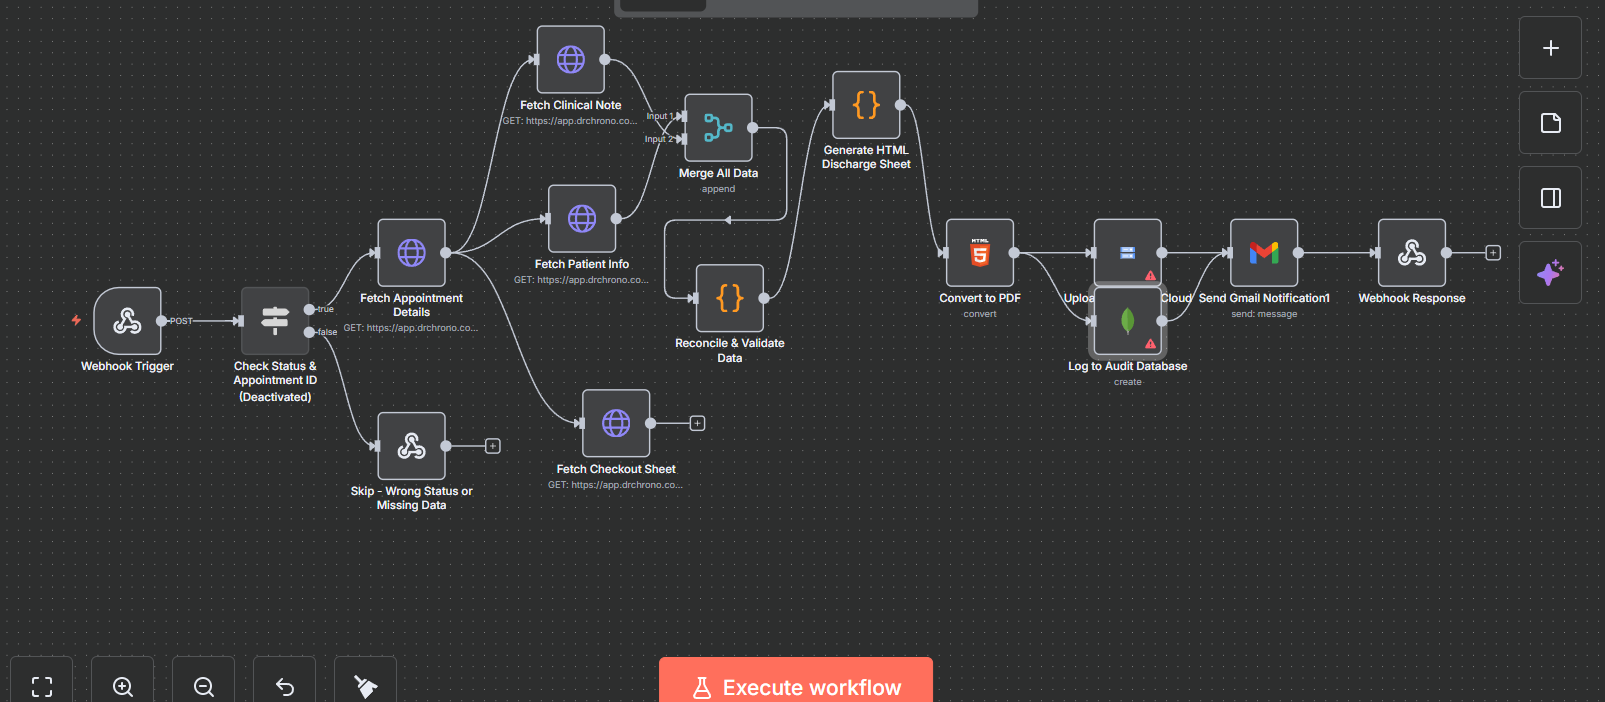 Fetch Clinical Note
GET: https://app.drchrono.co...
Input 1
Input 2
Merge All Data
append
Generate HTML
Discharge Sheet
Fetch Patient Info
GET: https://app.drchrono.co...
Fetch Appointment
Details
GET: https://app.drchrono.co...
POST
true
false
Webhook Trigger
Check Status &
Appointment ID
(Deactivated)
Reconcile & Validate
Data
HTML
5
Convert to PDF
convert
Cloud
Send Gmail Notification1
send: message
Webhook Response
Log to Audit Database
create
Fetch Checkout Sheet
GET: https://app.drchrono.co...
Skip - Wrong Status or
Missing Data
Execute workflow